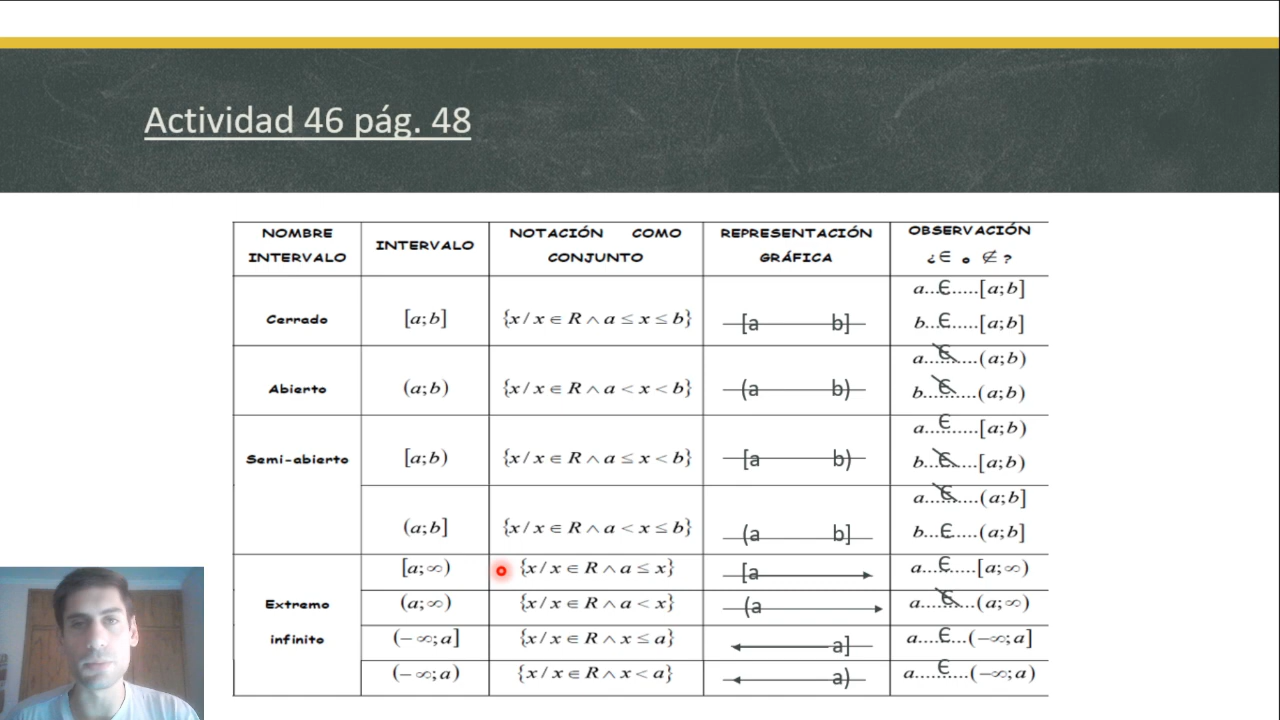 Actividad 46 pág. 48
NOMBRE INTERVALO | INTERVALO | NOTACIÓN COMO CONJUNTO | REPRESENTACIÓN GRÁFICA | OBSERVACIÓN ¿∈ o ∉ ?
Cerrado | [a;b] | {x/x ∈ R ∧ a ≤ x ≤ b} | [a b] | a...∈.....[a;b]
b...∈.....[a;b]
Abierto | (a;b) | {x/x ∈ R ∧ a < x < b} | (a b) | a...∉.....(a;b)
b...∉.....(a;b)
Semi-abierto | [a;b) | {x/x ∈ R ∧ a ≤ x < b} | [a b) | a...∈.....[a;b)
b...∉.....[a;b)
(a;b] | {x/x ∈ R ∧ a < x ≤ b} | (a b] | a...∉.....(a;b]
b...∈.....(a;b]
Extremo infinito | [a;∞) | {x/x ∈ R ∧ a ≤ x} | [a | a...∈.....[a;∞)
(a;∞) | {x/x ∈ R ∧ a < x} | (a | a....∉.....(a;∞)
(−∞;a] | {x/x ∈ R ∧ x ≤ a} | a] | a....∈...(−∞;a]
(−∞;a) | {x/x ∈ R ∧ x < a} | a) | a....∈.....(−∞;a)